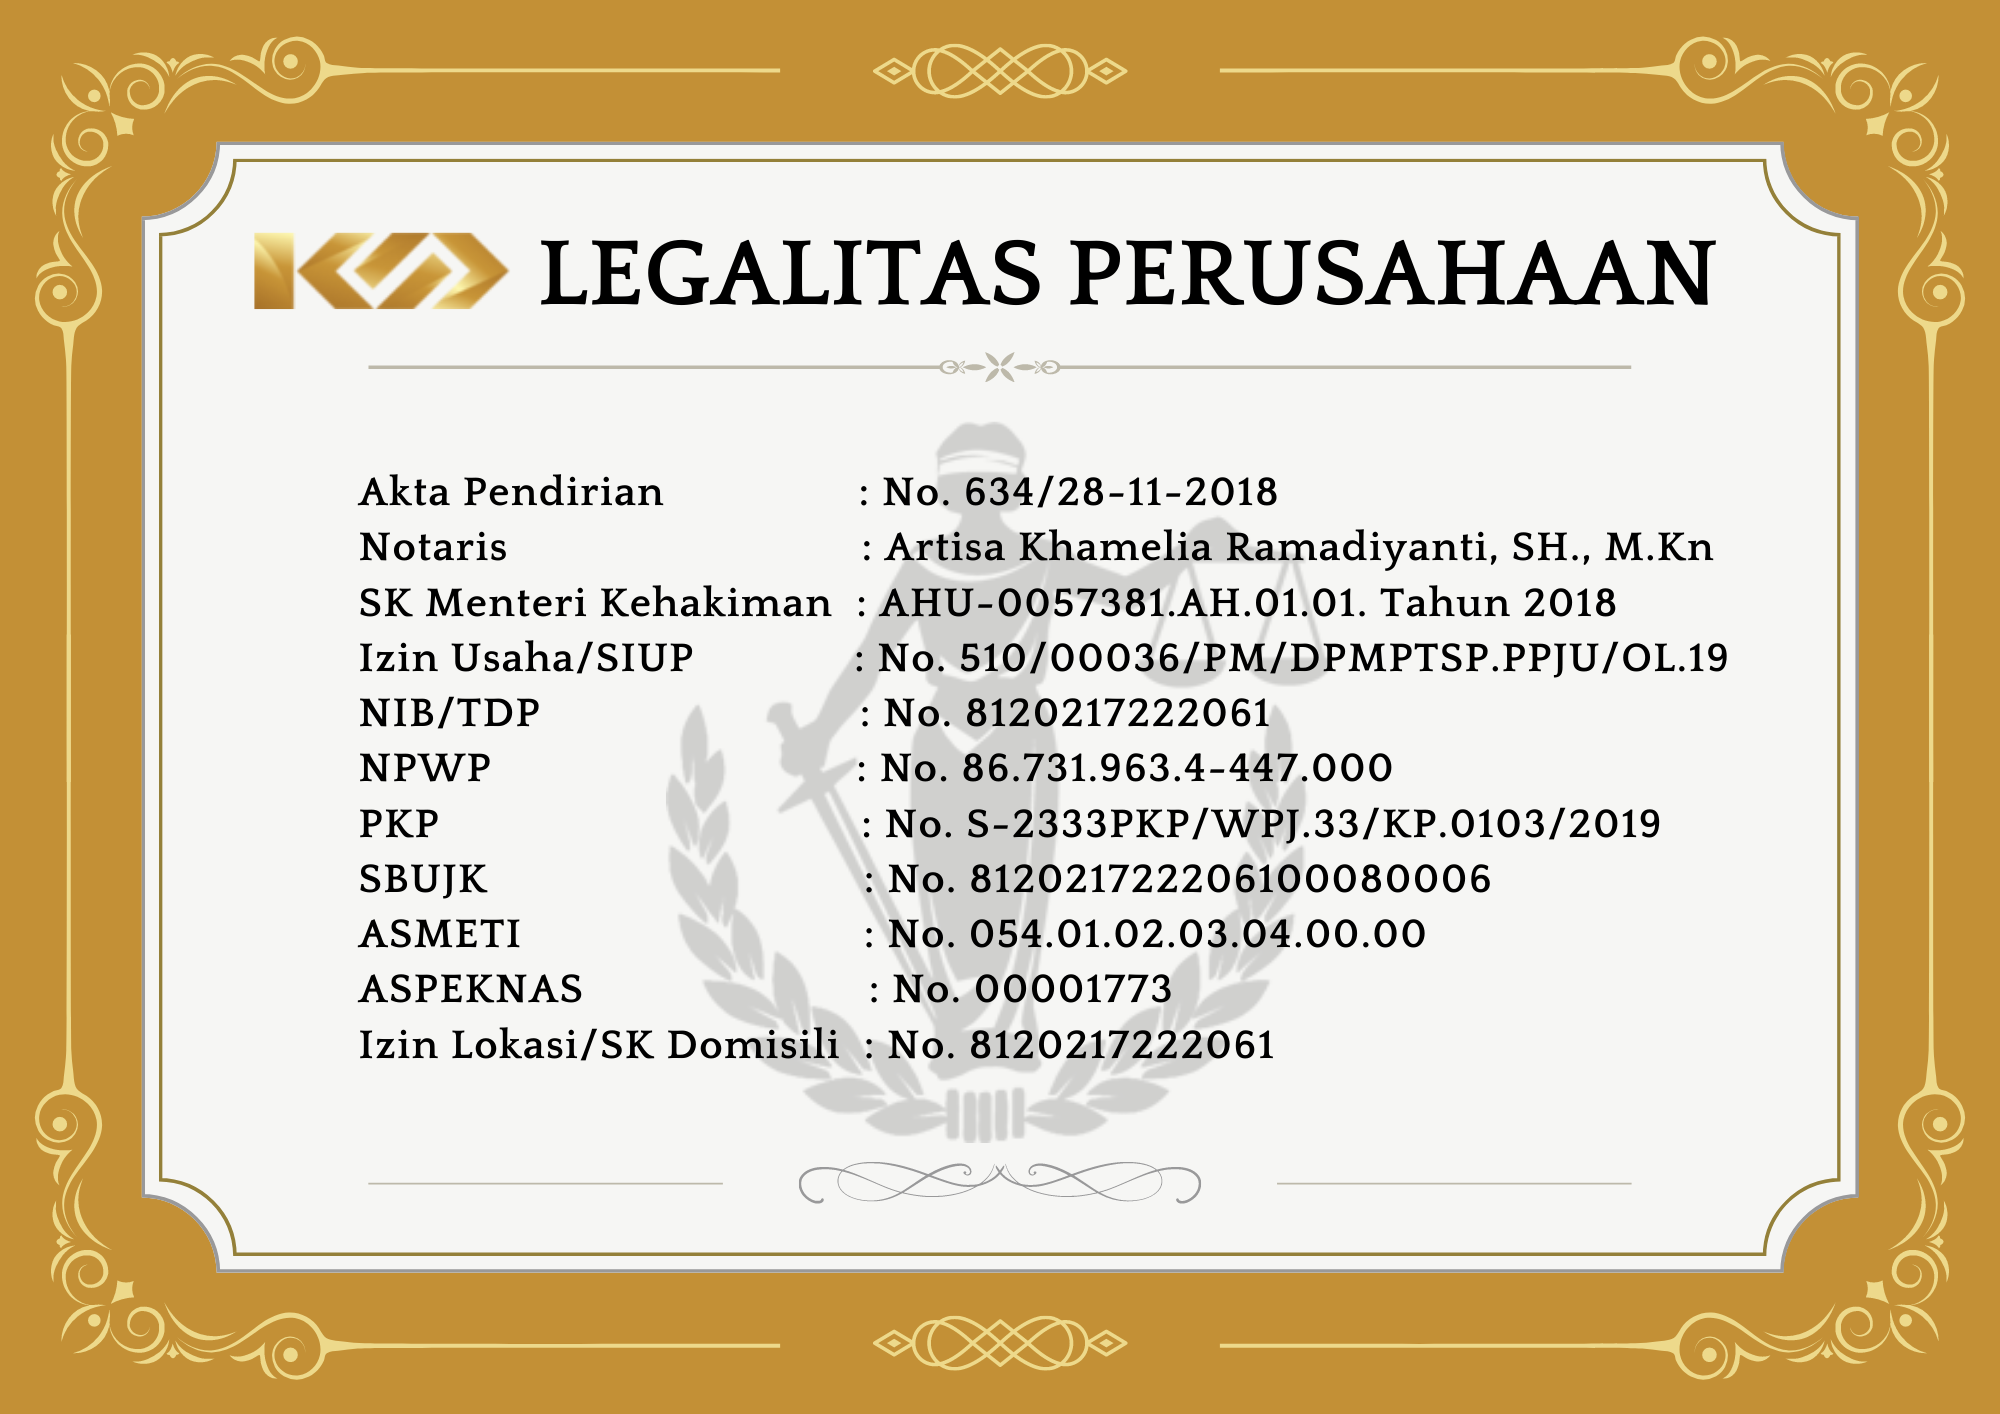 LEGALITAS PERUSAHAAN
Akta Pendirian : No. 634/28-11-2018
Notaris : Artisa Khamelia Ramadiyanti, SH., M.Kn
SK Menteri Kehakiman : AHU-0057381.AH.01.01. Tahun 2018
Izin Usaha/SIUP : No. 510/00036/PM/DPMPTSP.PPJU/OL.19
NIB/TDP : No. 8120217222061
NPWP : No. 86.731.963.4-447.000
PKP : No. S-2333PKP/WPJ.33/KP.0103/2019
SBUJK : No. 812021722206100080006
ASMETI : No. 054.01.02.03.04.00.00
ASPEKNAS : No. 00001773
Izin Lokasi/SK Domisili : No. 8120217222061